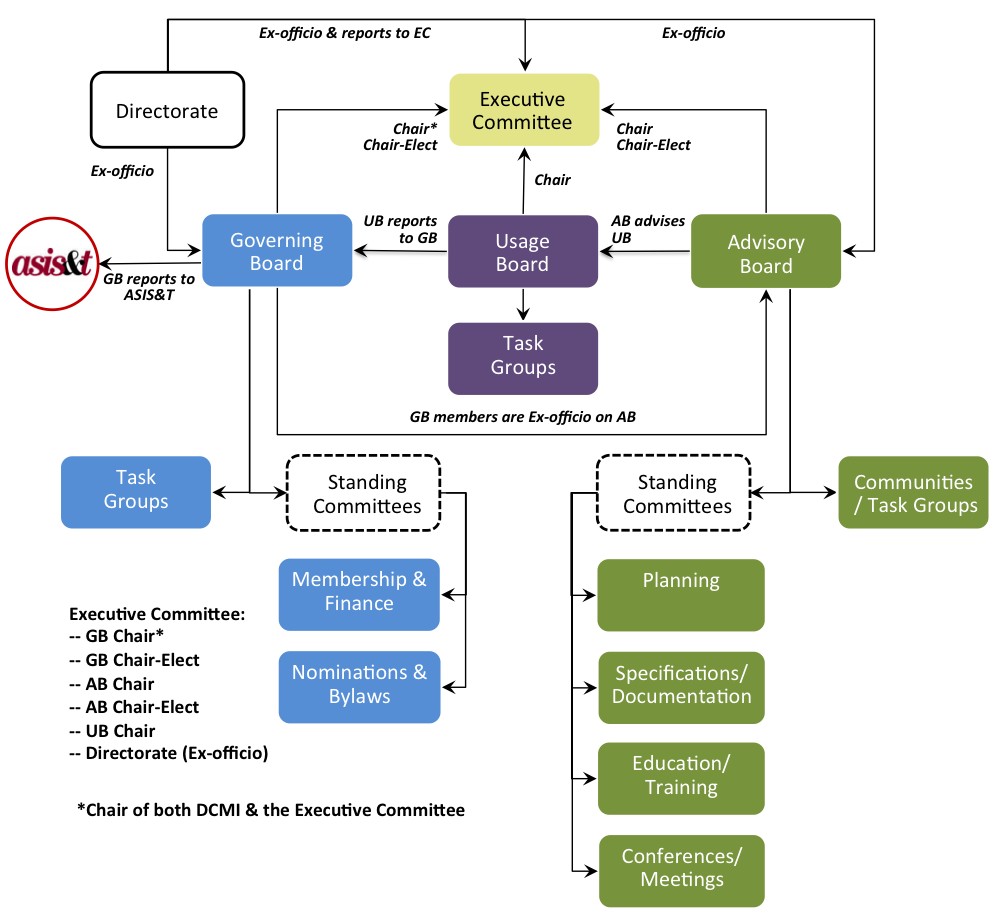 Ex-officio & reports to EC
Ex-officio
Directorate
Executive
Committee
Chair*
Chair-Elect
Chair
Chair-Elect
Ex-officio
Chair
Governing
Board
UB reports
to GB
Usage
Board
AB advises
UB
Advisory
Board
asis&t
GB reports to
ASIS&T
Task
Groups
GB members are Ex-officio on AB
Task
Groups
Standing
Committees
Standing
Committees
Communities
/ Task Groups
Membership &
Finance
Planning
Executive Committee:
-- GB Chair*
-- GB Chair-Elect
-- AB Chair
-- AB Chair-Elect
-- UB Chair
-- Directorate (Ex-officio)
Nominations &
Bylaws
Specifications/
Documentation
Education/
Training
*Chair of both DCMI & the Executive Committee
Conferences/
Meetings